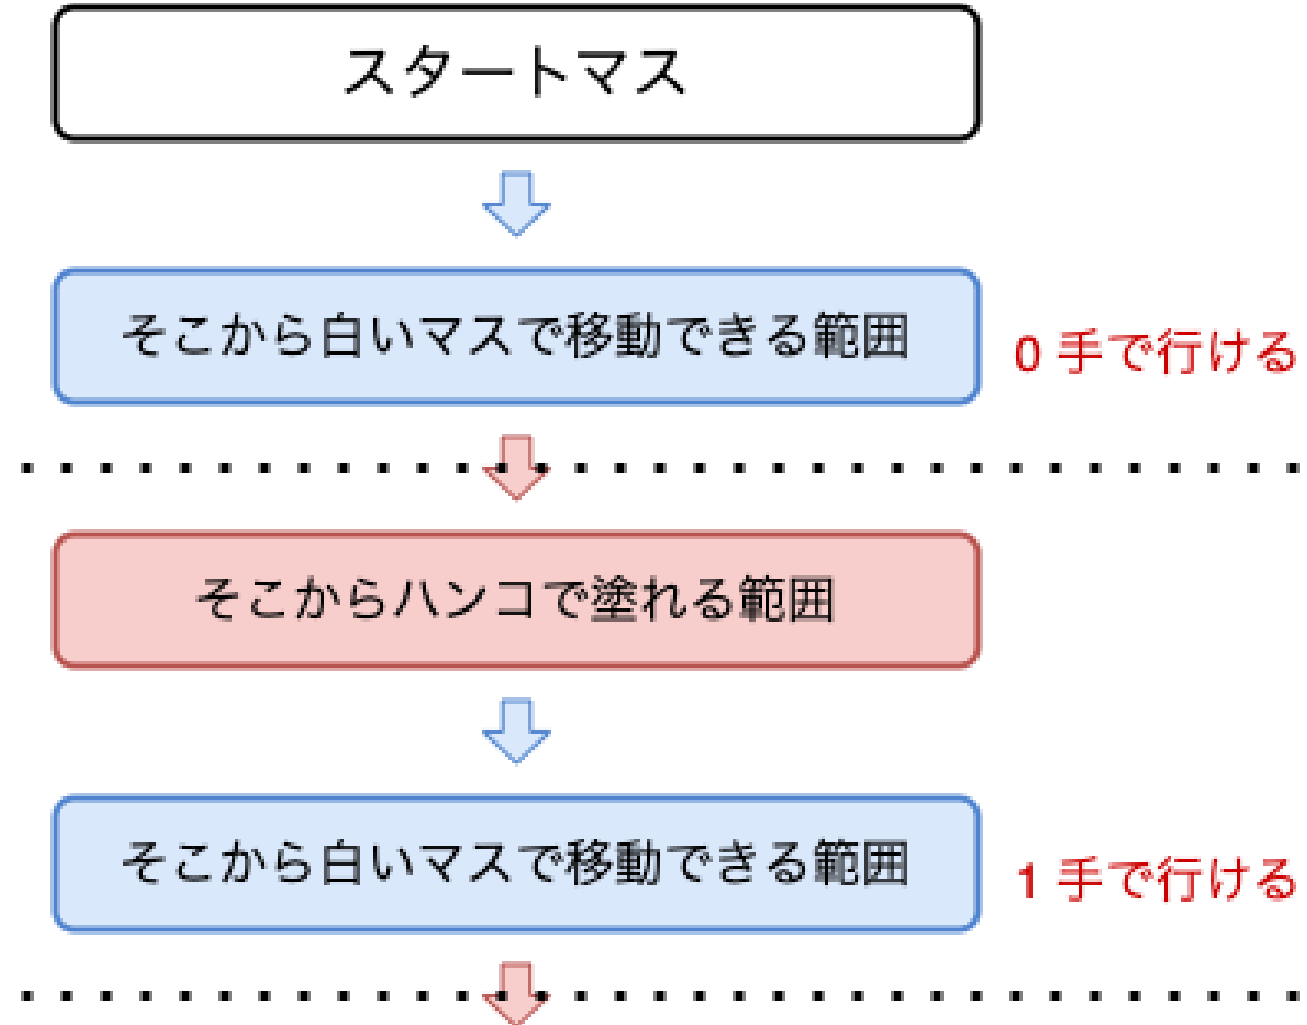 スタートマス
そこから白いマスで移動できる範囲
0 手で行ける
そこからハンコで塗れる範囲
そこから白いマスで移動できる範囲
1 手で行ける